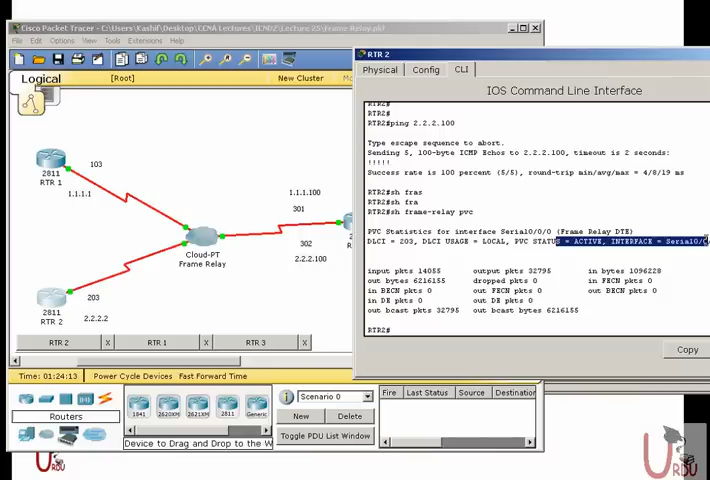 Cisco Packet Tracer - C:\Users\Kashif\Desktop\CCNA Lectures\ICND2\Lecture 25\Frame-Relay.pkt
File Edit Options View Tools Extensions Help
Logical
[Root]
New Cluster
103
2811
RTR 1
1.1.1.1
1.1.1.100
301
Cloud-PT
Frame Relay
302
2.2.2.100
203
2811
RTR 2
2.2.2.2
RTR 2 X RTR 1 X RTR 3 X
Time: 01:24:13 Power Cycle Devices Fast Forward Time
Routers
1841 2620XM 2621XM 2811 Generic
Device to Drag and Drop to the W
Scenario 0
New Delete
Toggle PDU List Window
Fire Last Status Source Destination
RTR 2
Physical Config CLI
IOS Command Line Interface
RTR2#
RTR2#
RTR2#ping 2.2.2.100
Type escape sequence to abort.
Sending 5, 100-byte ICMP Echos to 2.2.2.100, timeout is 2 seconds:
!!!!!
Success rate is 100 percent (5/5), round-trip min/avg/max = 4/8/19 ms
RTR2#sh fras
RTR2#sh fra
RTR2#sh frame-relay pvc
PVC Statistics for interface Serial0/0/0 (Frame Relay DTE)
DLCI = 203, DLCI USAGE = LOCAL, PVC STATUS = ACTIVE, INTERFACE = Serial0/0
input pkts 14055 output pkts 32795 in bytes 1096228
out bytes 6216155 dropped pkts 0 in FECN pkts 0
in BECN pkts 0 out FECN pkts 0 out BECN pkts 0
in DE pkts 0 out DE pkts 0
out bcast pkts 32795 out bcast bytes 6216155
RTR2#
Copy
URDU
URDU